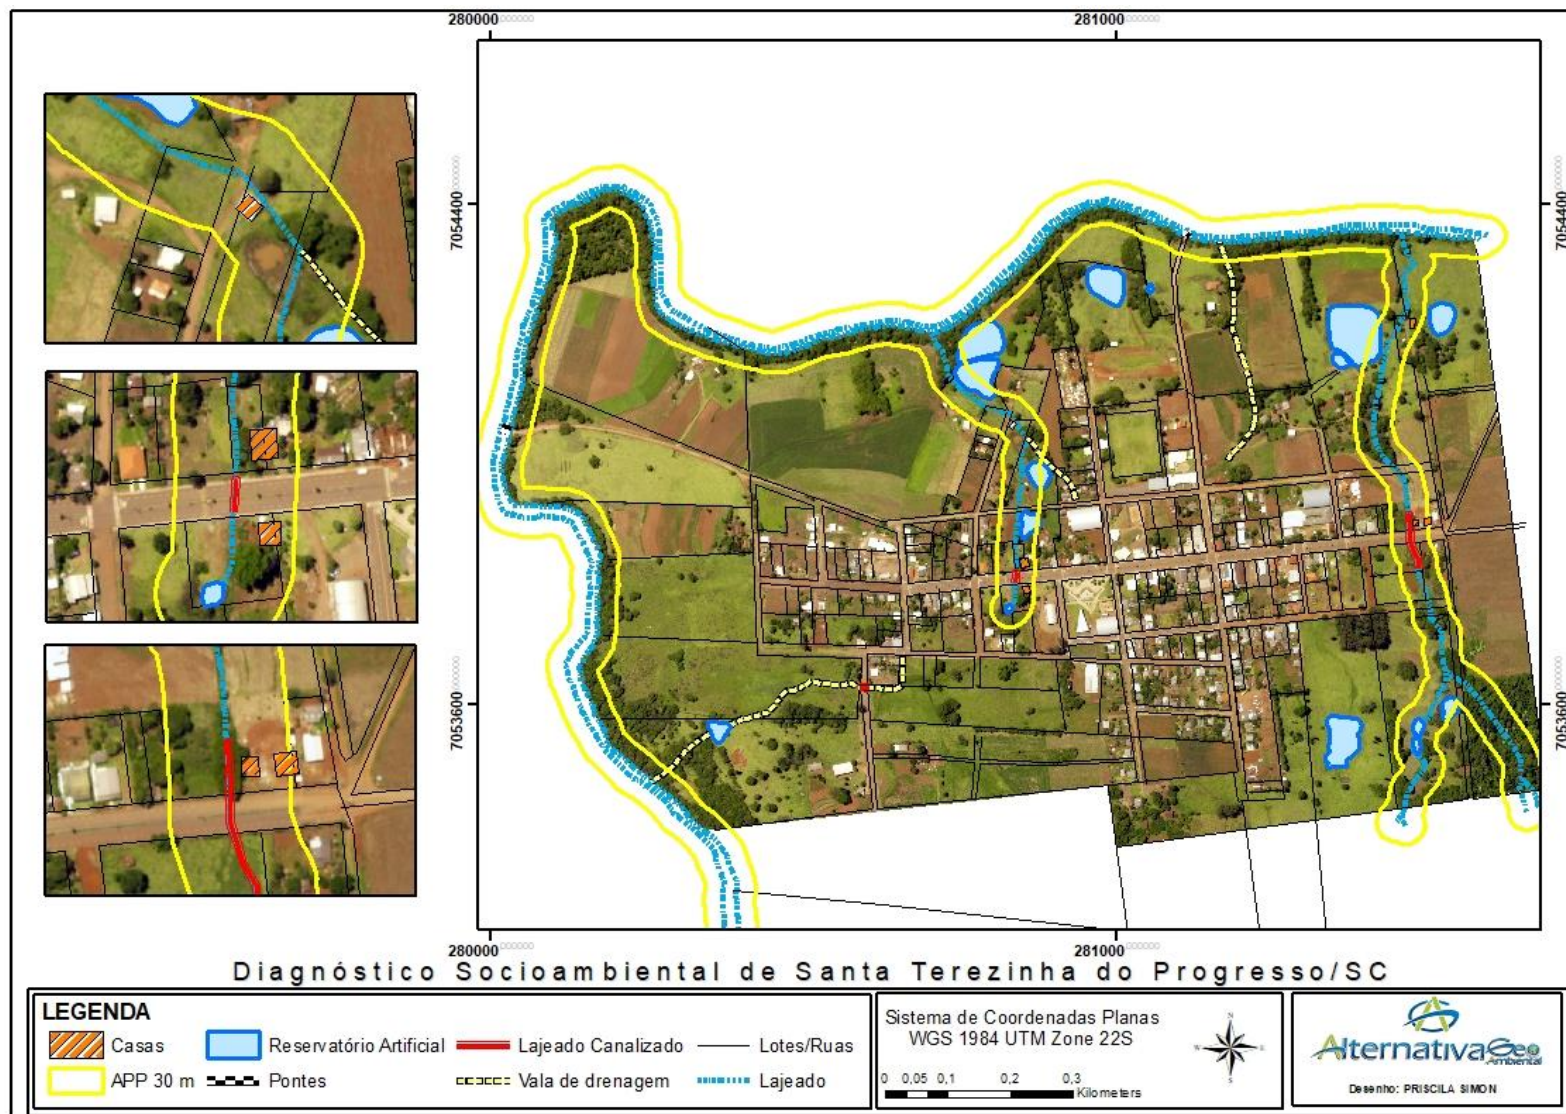 280000 281000
7054400 7054400
7053600 7053600
280000 281000
Diagnóstico Socioambiental de Santa Terezinha do Progresso/SC
LEGENDA
Casas Reservatório Artificial Lajeado Canalizado Lotes/Ruas
APP 30 m Pontes Vala de drenagem Lajeado
Sistema de Coordenadas Planas
WGS 1984 UTM Zone 22S
N
W E
S
0 0,05 0,1 0,2 0,3
Kilometers
AlternativaGeo
Ambiental
Desenho: PRISCILA SIMON